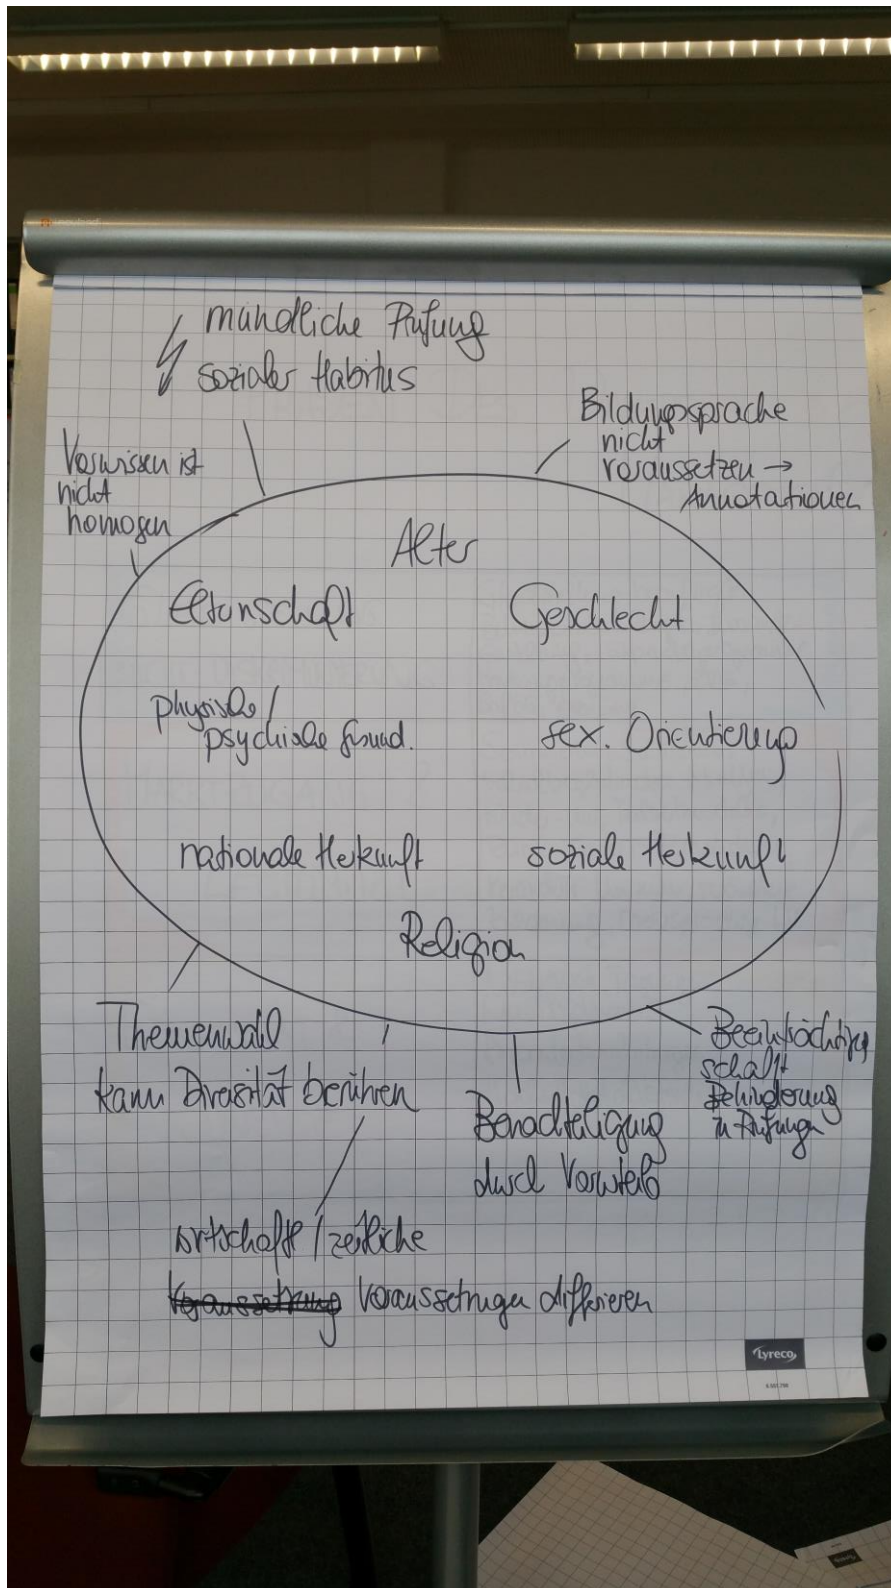 mündliche Prüfung
sozialer Habitus
Bildungssprache
nicht
voraussetzen →
Annotationen
Vorwissen ist
nicht
homogen
Alter
Elternschaft
Geschlecht
physische /
psychische Gesund.
sex. Orientierung
nationale Herkunft
soziale Herkunft
Religion
Themenwahl
kann Diversität berühren
Beeinträchtigung
schafft
Behinderung
in Prüfungen
Benachteiligung
durch Vorurteile
wirtschaftl / zeitliche
Voraussetzung Voraussetzungen differieren
Lyreco